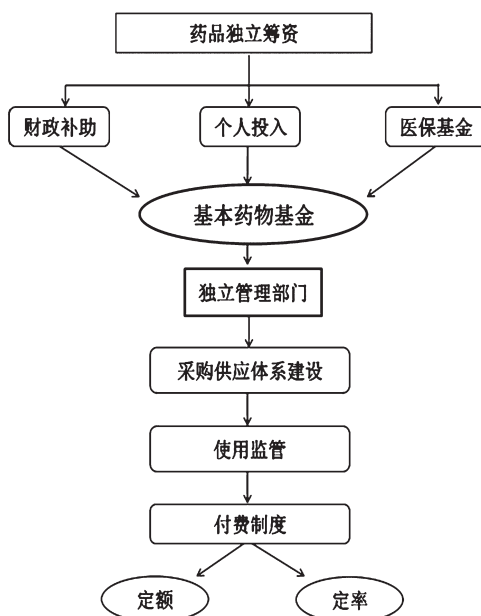 药品独立筹资
财政补助
个人投入
医保基金
基本药物基金
独立管理部门
采购供应体系建设
使用监管
付费制度
定额
定率